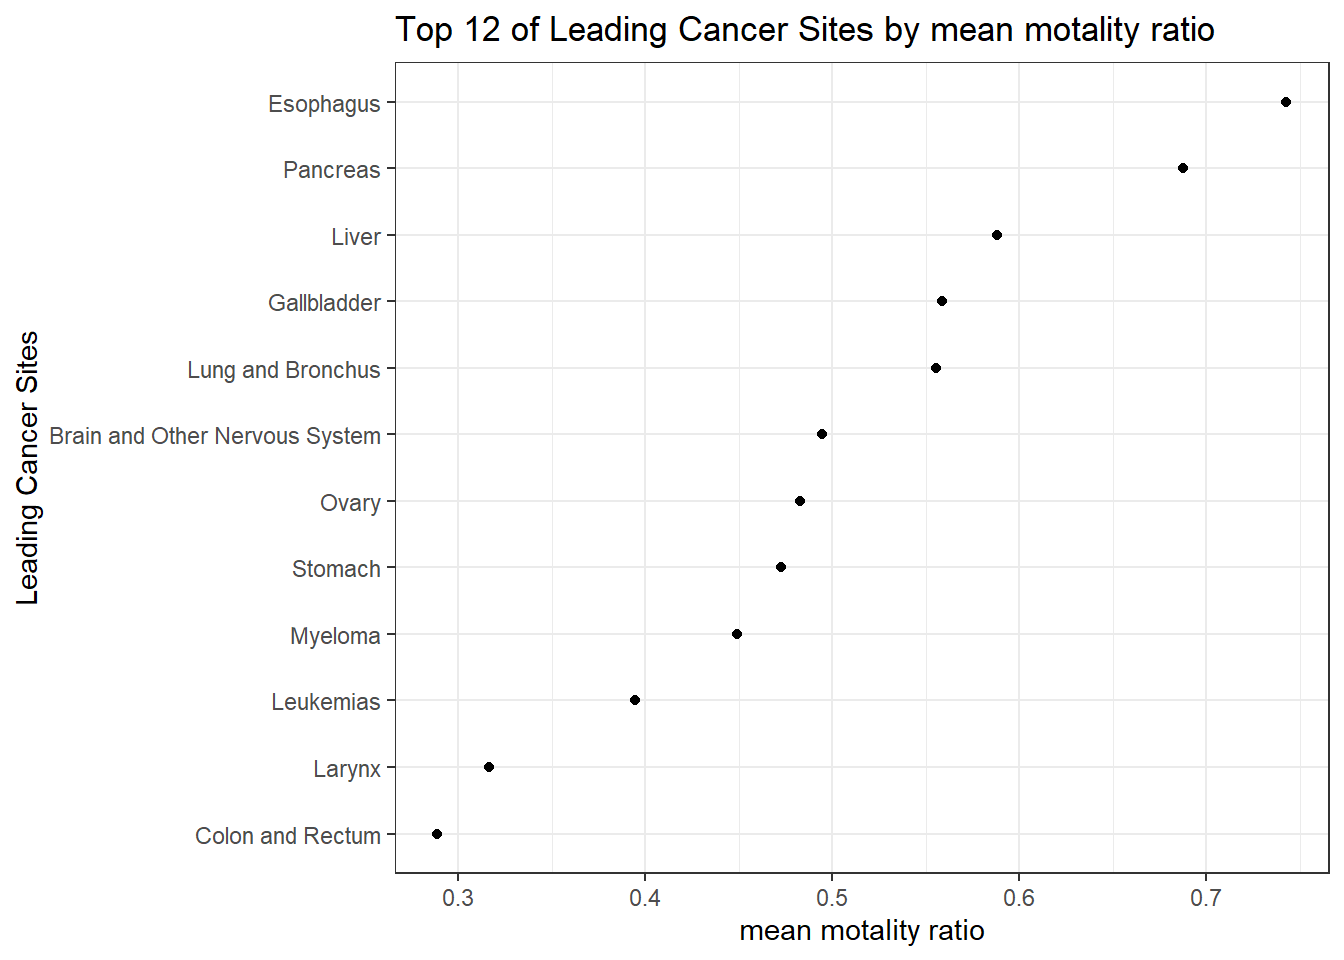 Top 12 of Leading Cancer Sites by mean motality ratio
Leading Cancer Sites
Esophagus
Pancreas
Liver
Gallbladder
Lung and Bronchus
Brain and Other Nervous System
Ovary
Stomach
Myeloma
Leukemias
Larynx
Colon and Rectum
0.3 0.4 0.5 0.6 0.7
mean motality ratio